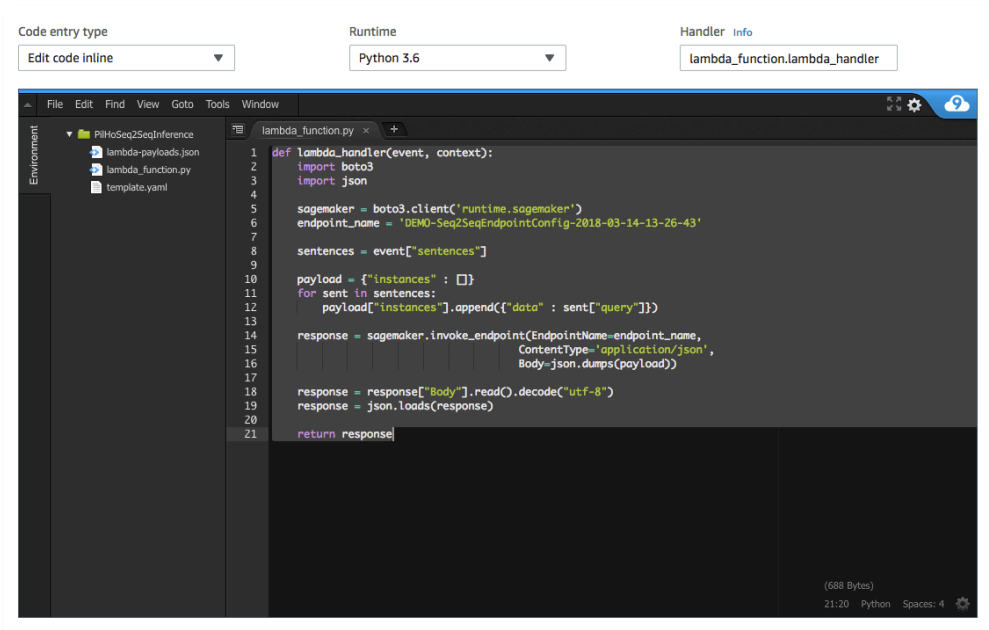 Code entry type
Runtime
Handler Info
Edit code inline
Python 3.6
lambda_function.lambda_handler
File Edit Find View Goto Tools Window
Environment
PilHoSeq2SeqInference
lambda-payloads.json
lambda_function.py
template.yaml
lambda_function.py × +
1 def lambda_handler(event, context):
2     import boto3
3     import json
4
5     sagemaker = boto3.client('runtime.sagemaker')
6     endpoint_name = 'DEMO-Seq2SeqEndpointConfig-2018-03-14-13-26-43'
7
8     sentences = event["sentences"]
9
10     payload = {"instances" : []}
11     for sent in sentences:
12         payload["instances"].append({"data" : sent["query"]})
13
14     response = sagemaker.invoke_endpoint(EndpointName=endpoint_name,
15                                        ContentType='application/json',
16                                        Body=json.dumps(payload))
17
18     response = response["Body"].read().decode("utf-8")
19     response = json.loads(response)
20
21     return response
(688 Bytes)
21:20 Python Spaces: 4